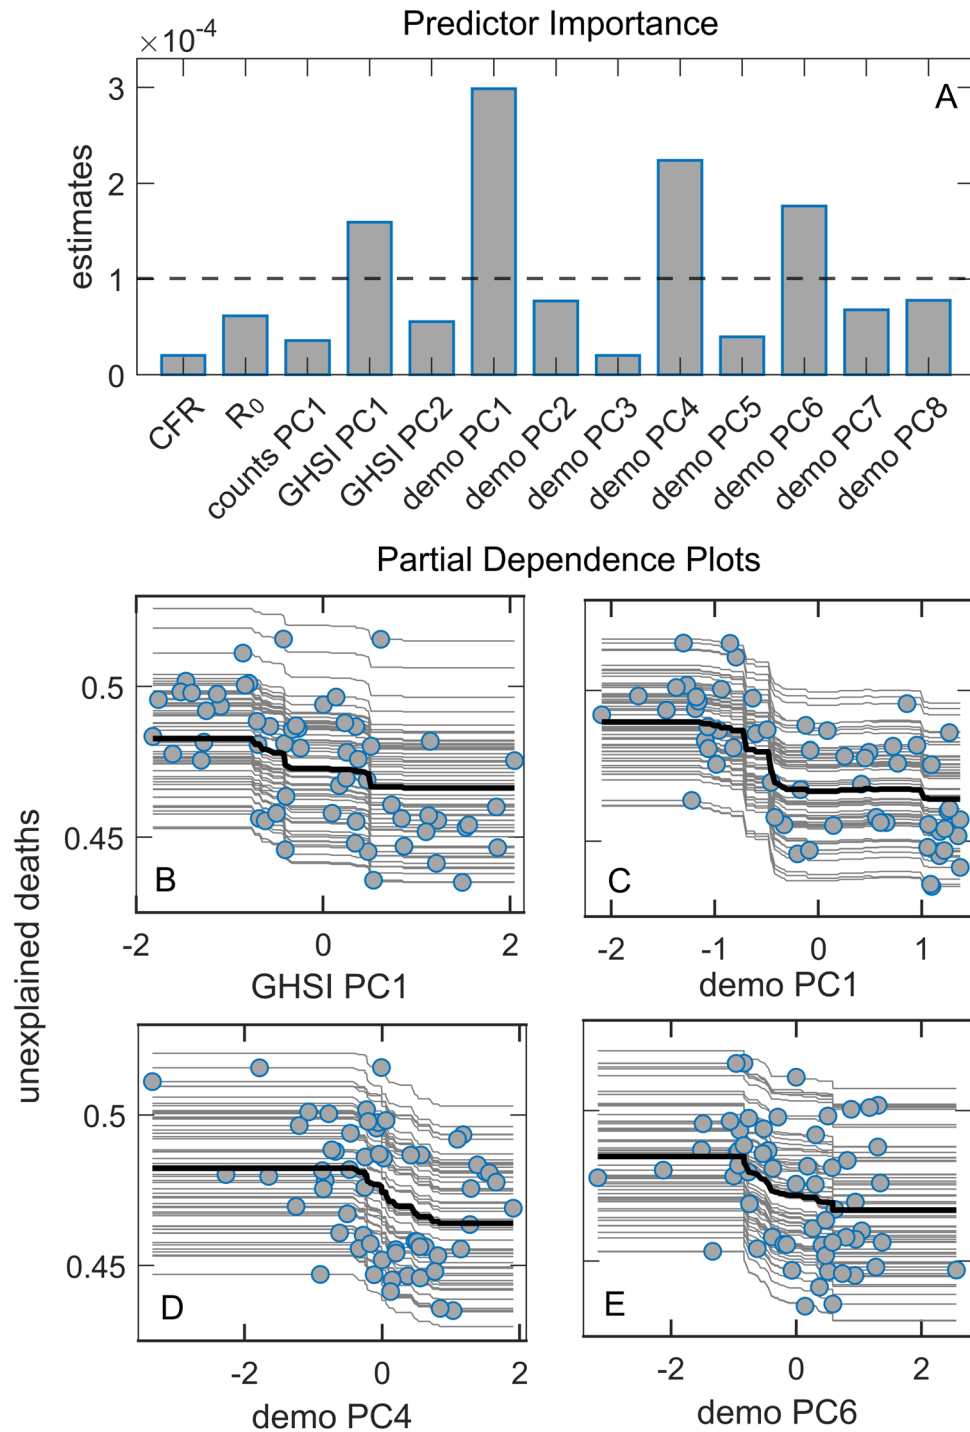 Predictor Importance
×10-4
A
3
2
1
0
estimates
CFR
R0
counts PC1
GHSI PC1
GHSI PC2
demo PC1
demo PC2
demo PC3
demo PC4
demo PC5
demo PC6
demo PC7
demo PC8
Partial Dependence Plots
unexplained deaths
0.5
0.45
B
-2 0 2
GHSI PC1
C
-2 -1 0 1
demo PC1
0.5
0.45
D
-2 0 2
demo PC4
E
-2 0 2
demo PC6